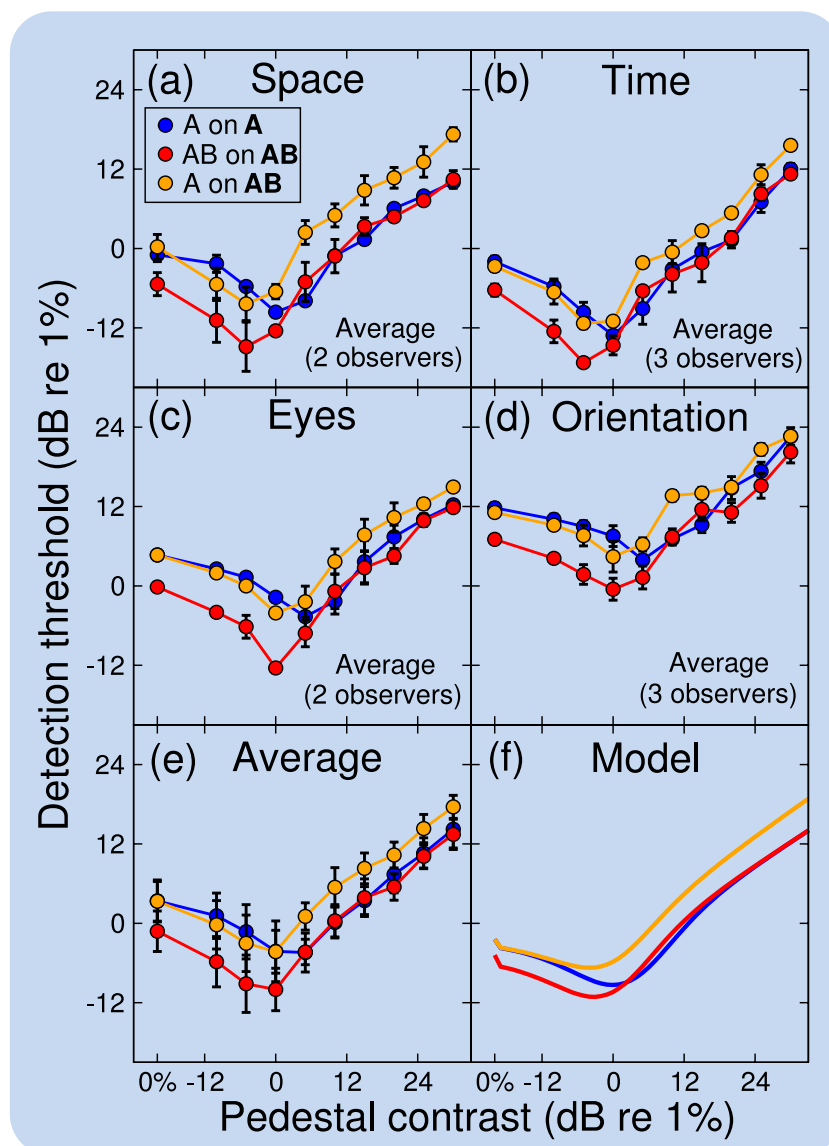 (a) Space
24
12
0
-12
A on A
AB on AB
A on AB
Average
(2 observers)
(b) Time
Average
(3 observers)
(c) Eyes
24
12
0
-12
Average
(2 observers)
(d) Orientation
Average
(3 observers)
(e) Average
24
12
0
-12
(f) Model
0% -12 0 12 24
0% -12 0 12 24
Detection threshold (dB re 1%)
Pedestal contrast (dB re 1%)